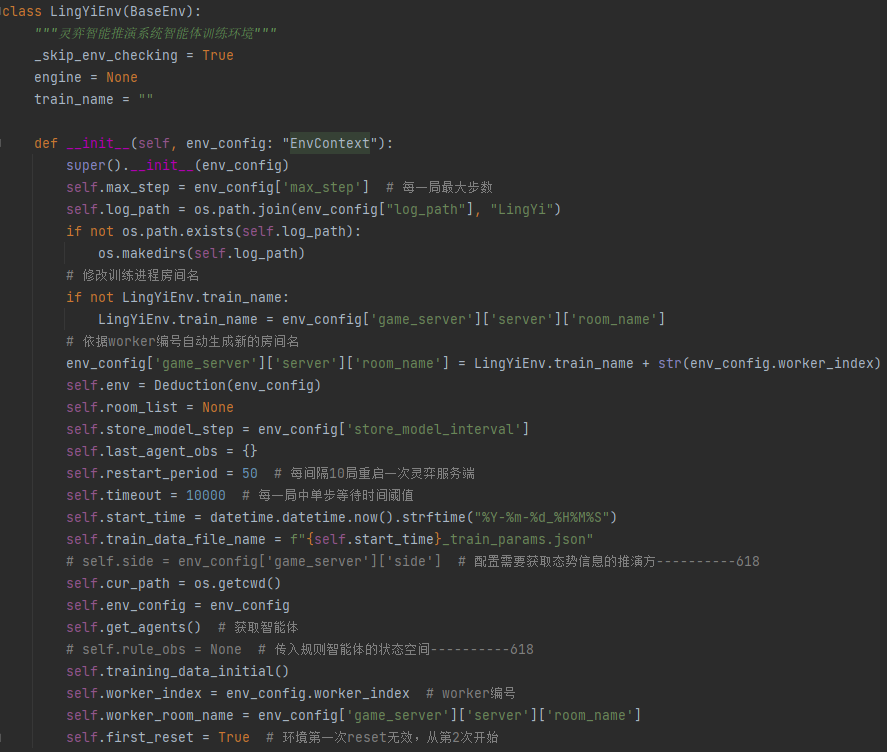 class LingYiEnv(BaseEnv):
    """灵弈智能推演系统智能体训练环境"""
    _skip_env_checking = True
    engine = None
    train_name = ""

    def __init__(self, env_config: "EnvContext"):
        super().__init__(env_config)
        self.max_step = env_config['max_step']  # 每一局最大步数
        self.log_path = os.path.join(env_config["log_path"], "LingYi")
        if not os.path.exists(self.log_path):
            os.makedirs(self.log_path)
        # 修改训练进程房间名
        if not LingYiEnv.train_name:
            LingYiEnv.train_name = env_config['game_server']['server']['room_name']
        # 依据worker编号自动生成新的房间名
        env_config['game_server']['server']['room_name'] = LingYiEnv.train_name + str(env_config.worker_index)
        self.env = Deduction(env_config)
        self.room_list = None
        self.store_model_step = env_config['store_model_interval']
        self.last_agent_obs = {}
        self.restart_period = 50  # 每间隔10局重启一次灵弈服务端
        self.timeout = 10000  # 每一局中单步等待时间阈值
        self.start_time = datetime.datetime.now().strftime("%Y-%m-%d_%H%M%S")
        self.train_data_file_name = f"{self.start_time}_train_params.json"
        # self.side = env_config['game_server']['side']  # 配置需要获取态势信息的推演方----------618
        self.cur_path = os.getcwd()
        self.env_config = env_config
        self.get_agents()  # 获取智能体
        # self.rule_obs = None  # 传入规则智能体的状态空间----------618
        self.training_data_initial()
        self.worker_index = env_config.worker_index  # worker编号
        self.worker_room_name = env_config['game_server']['server']['room_name']
        self.first_reset = True  # 环境第一次reset无效，从第2次开始